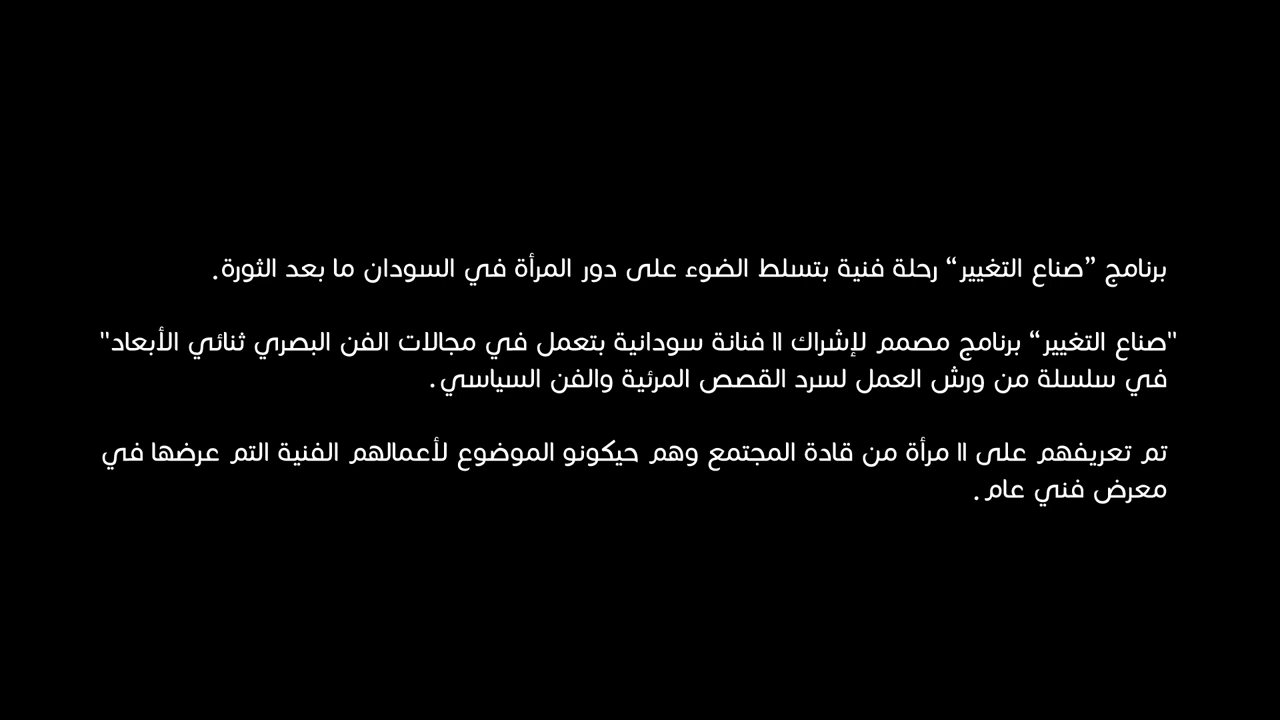 برنامج ”صناع التغيير“ رحلة فنية بتسلط الضوء على دور المرأة في السودان ما بعد الثورة.
"صناع التغيير“ برنامج مصمم لإشراك ١١ فنانة سودانية بتعمل في مجالات الفن البصري ثنائي الأبعاد"
في سلسلة من ورش العمل لسرد القصص المرئية والفن السياسي.
تم تعريفهم على ١١ مرأة من قادة المجتمع وهم حيكونو الموضوع لأعمالهم الفنية التم عرضها في
معرض فني عام.